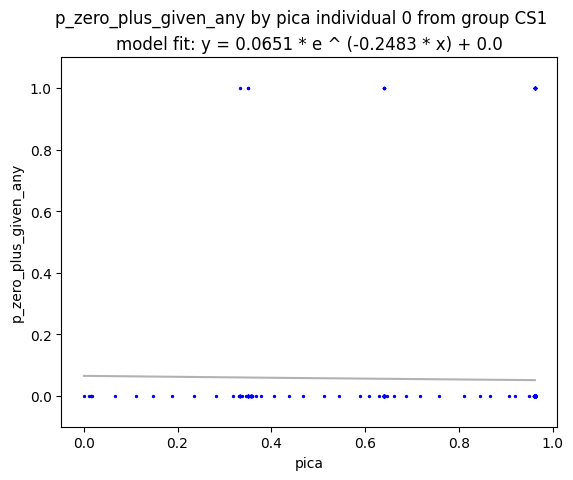 p_zero_plus_given_any by pica individual 0 from group CS1
model fit: y = 0.0651 * e ^ (-0.2483 * x) + 0.0
1.0
0.8
0.6
0.4
0.2
0.0
p_zero_plus_given_any
0.0 0.2 0.4 0.6 0.8 1.0
pica